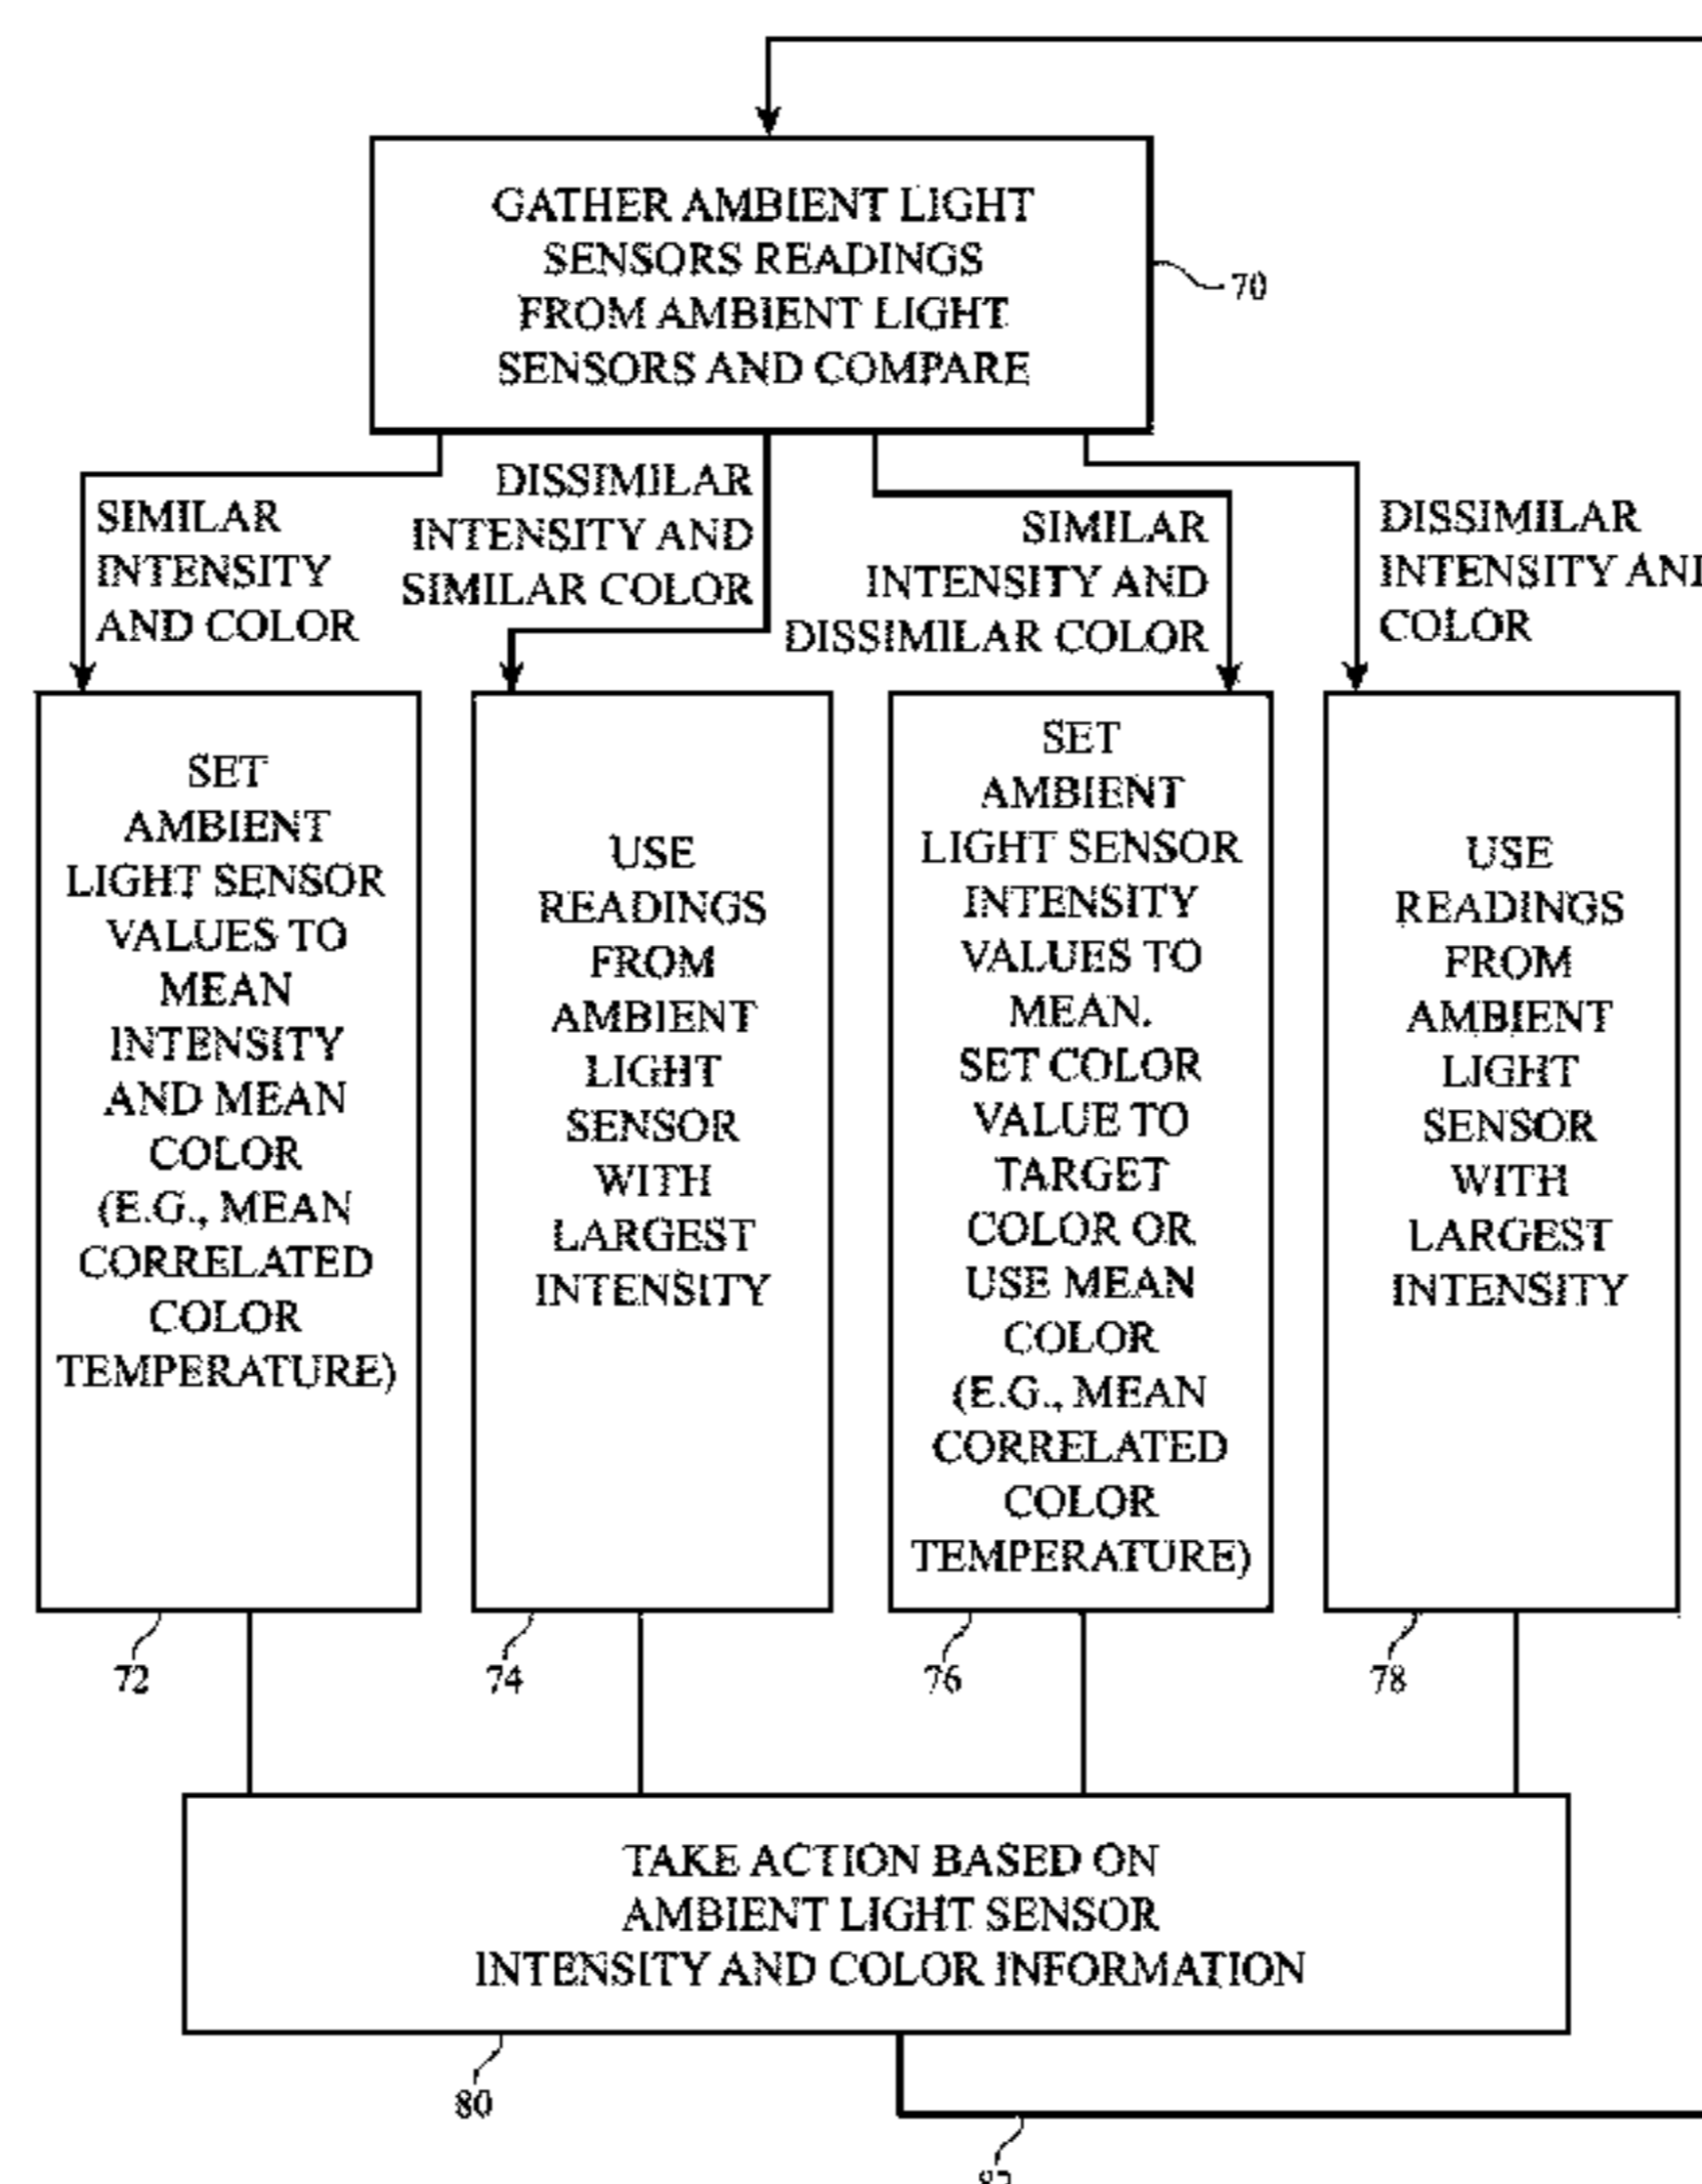 GATHER AMBIENT LIGHT
SENSORS READINGS
FROM AMBIENT LIGHT
SENSORS AND COMPARE
70
SIMILAR
INTENSITY
AND COLOR
DISSIMILAR
INTENSITY AND
SIMILAR COLOR
SIMILAR
INTENSITY AND
DISSIMILAR COLOR
DISSIMILAR
INTENSITY
COLOR
SET
AMBIENT
LIGHT SENSOR
VALUES TO
MEAN
INTENSITY
AND MEAN
COLOR
(E.G., MEAN
CORRELATED
COLOR
TEMPERATURE)
72
USE
READINGS
FROM
AMBIENT
LIGHT
SENSOR
WITH
LARGEST
INTENSITY
74
SET
AMBIENT
LIGHT SENSOR
INTENSITY
VALUES TO
MEAN.
SET COLOR
VALUE TO
TARGET
COLOR OR
USE MEAN
COLOR
(E.G., MEAN
CORRELATED
COLOR
TEMPERATURE)
76
USE
READINGS
FROM
AMBIENT
LIGHT
SENSOR
WITH
LARGEST
INTENSITY
78
TAKE ACTION BASED ON
AMBIENT LIGHT SENSOR
INTENSITY AND COLOR INFORMATION
80